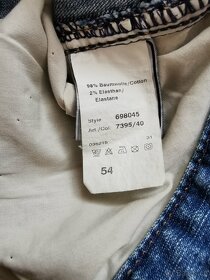 98% Baumwolle/Cotton
2% Elasthan/
Elastane
Style 698045
Art./Col. 7395/40
54